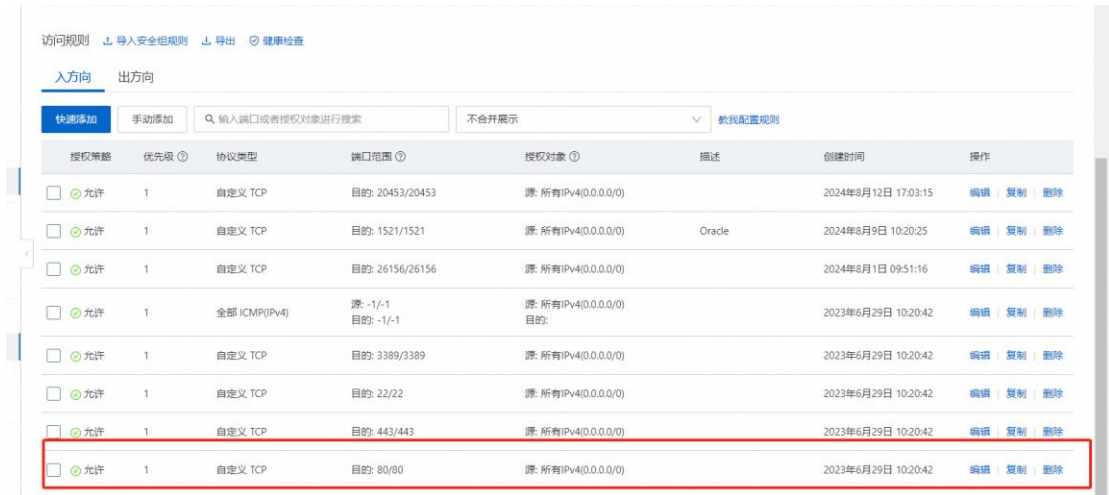 访问规则 导入安全组规则 导出 健康检查
入方向 出方向
快速添加 手动添加 输入端口或者授权对象进行搜索 不合并展示 教我配置规则
授权策略 优先级 协议类型 端口范围 授权对象 描述 创建时间 操作
允许 1 自定义 TCP 目的: 20453/20453 源: 所有IPv4(0.0.0.0/0) 2024年8月12日 17:03:15 编辑 复制 删除
允许 1 自定义 TCP 目的: 1521/1521 源: 所有IPv4(0.0.0.0/0) Oracle 2024年8月9日 10:20:25 编辑 复制 删除
允许 1 自定义 TCP 目的: 26156/26156 源: 所有IPv4(0.0.0.0/0) 2024年8月1日 09:51:16 编辑 复制 删除
允许 1 全部 ICMP(IPv4) 源: -1/-1 源: 所有IPv4(0.0.0.0/0) 2023年6月29日 10:20:42 编辑 复制 删除
目的: -1/-1 目的:
允许 1 自定义 TCP 目的: 3389/3389 源: 所有IPv4(0.0.0.0/0) 2023年6月29日 10:20:42 编辑 复制 删除
允许 1 自定义 TCP 目的: 22/22 源: 所有IPv4(0.0.0.0/0) 2023年6月29日 10:20:42 编辑 复制 删除
允许 1 自定义 TCP 目的: 443/443 源: 所有IPv4(0.0.0.0/0) 2023年6月29日 10:20:42 编辑 复制 删除
允许 1 自定义 TCP 目的: 80/80 源: 所有IPv4(0.0.0.0/0) 2023年6月29日 10:20:42 编辑 复制 删除